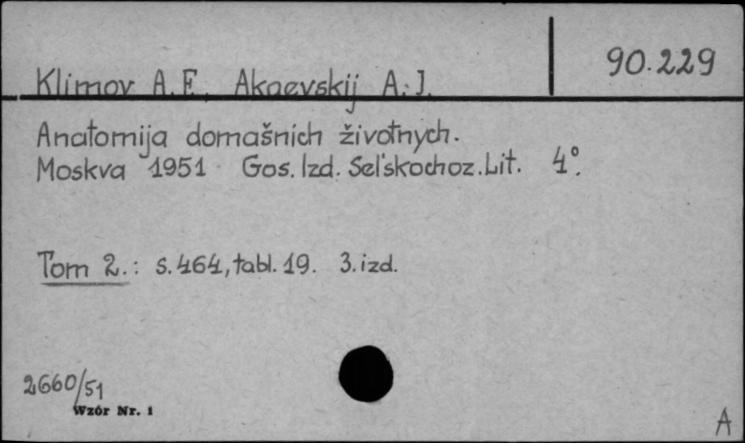 90.229
Klimov A.F. Akaevskij A.I.
Anatomija domašnich životnych.
Moskva 1951 Gos. Izd. Sel'skochoz. Lit. 4°.
Tom 2.: s. 464, tabl. 19. 3. izd.
2660/51
Wzór Nr. 1
A